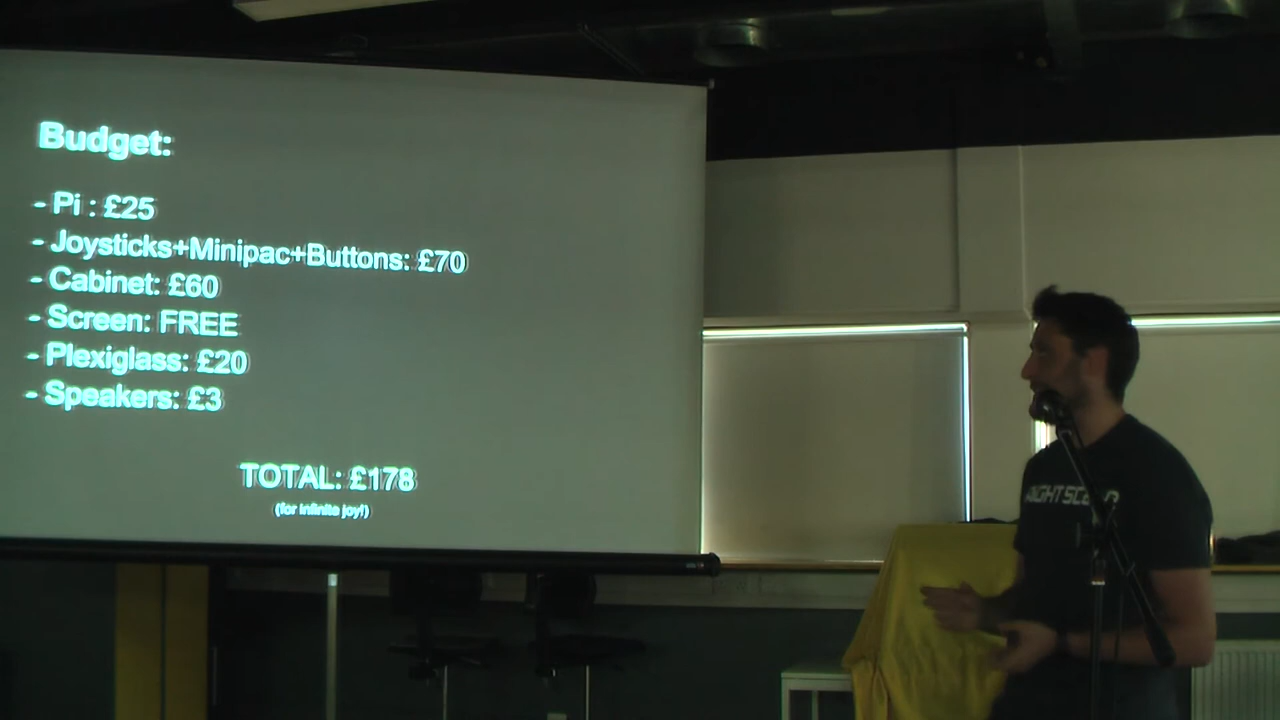 Budget:
- Pi : £25
- Joysticks+Minipac+Buttons: £70
- Cabinet: £60
- Screen: FREE
- Plexiglass: £20
- Speakers: £3
TOTAL: £178
(for infinite joy!)